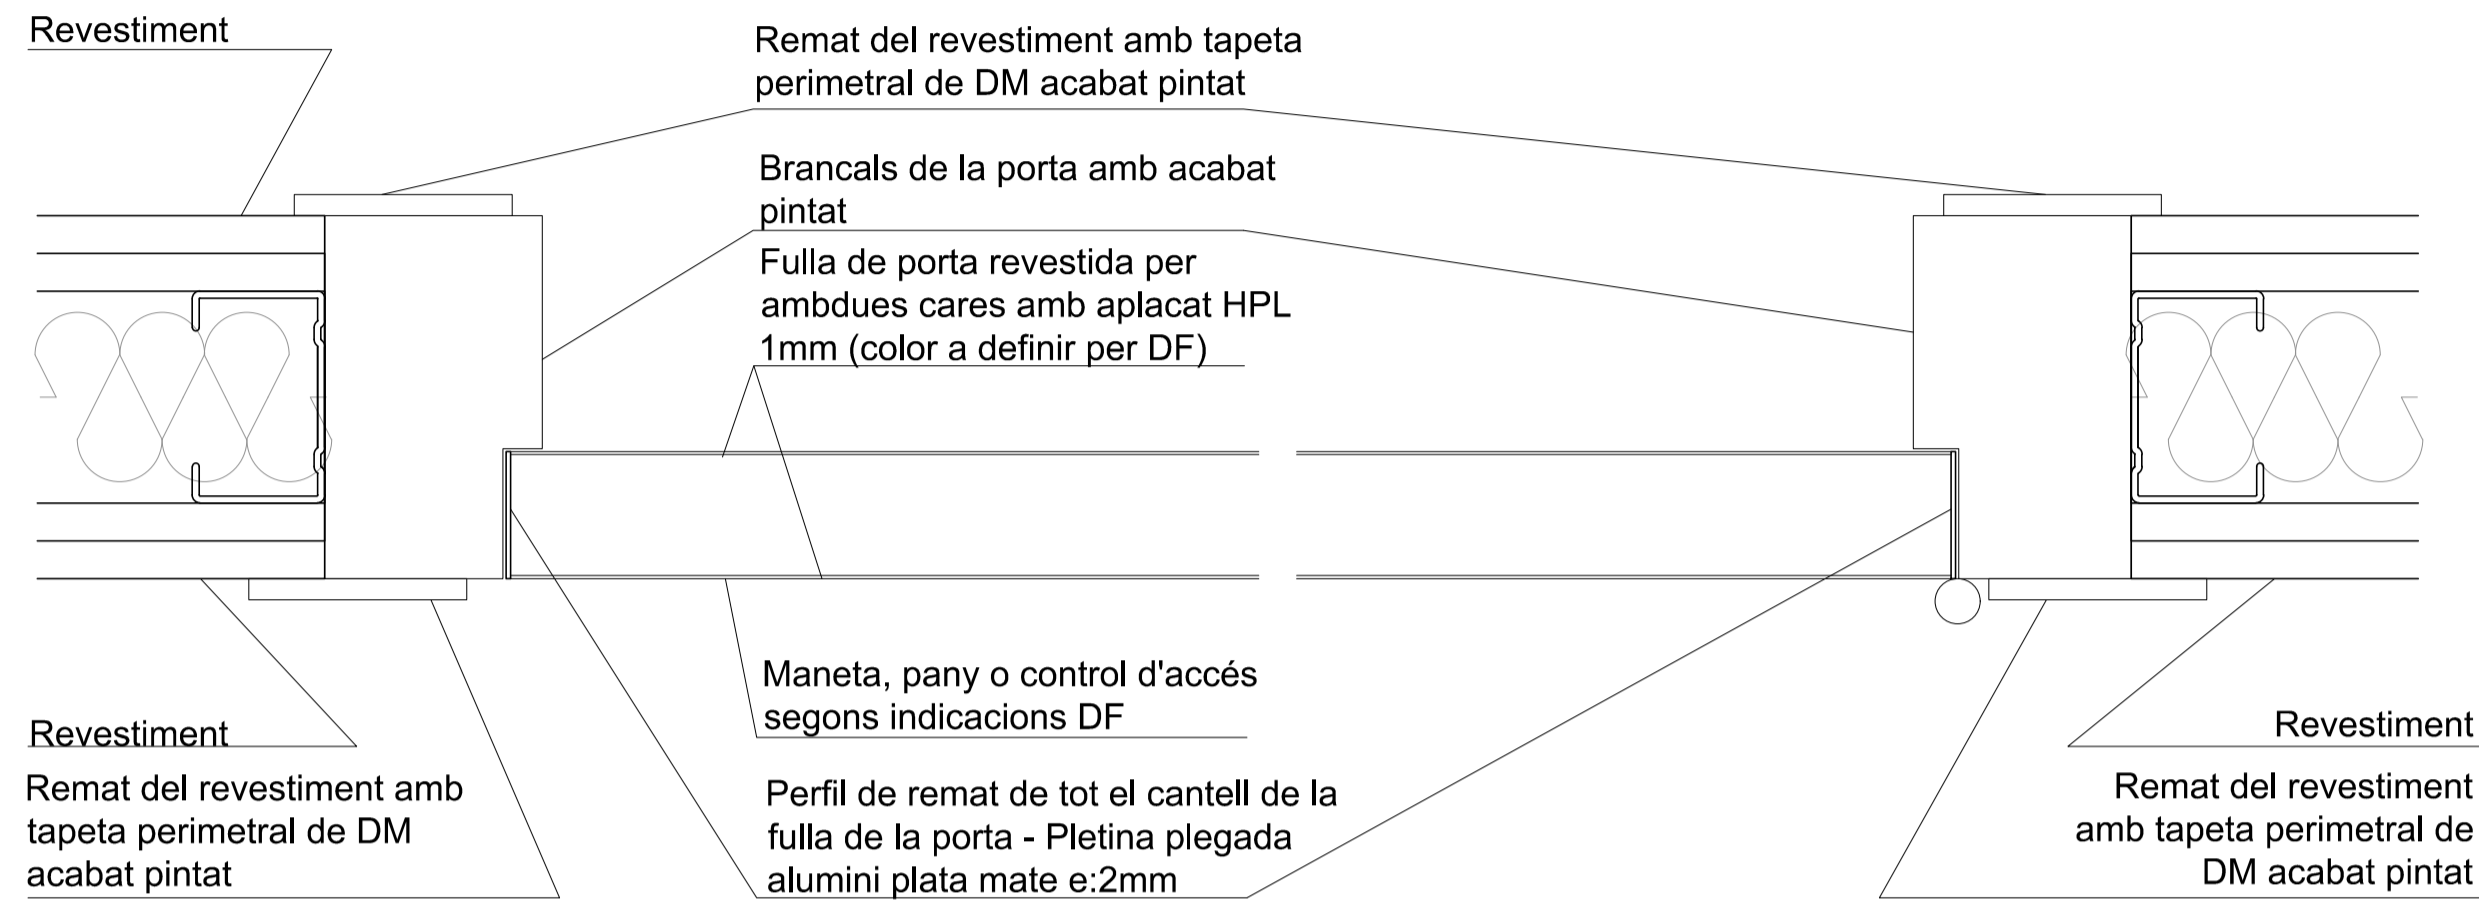 Revestiment
Remat del revestiment amb tapeta
perimetral de DM acabat pintat
Brancals de la porta amb acabat
pintat
Fulla de porta revestida per
ambdues cares amb aplacat HPL
1mm (color a definir per DF)
Maneta, pany o control d'accés
segons indicacions DF
Revestiment
Remat del revestiment amb
tapeta perimetral de DM
acabat pintat
Perfil de remat de tot el cantell de la
fulla de la porta - Pletina plegada
alumini plata mate e:2mm
Revestiment
Remat del revestiment
amb tapeta perimetral de
DM acabat pintat